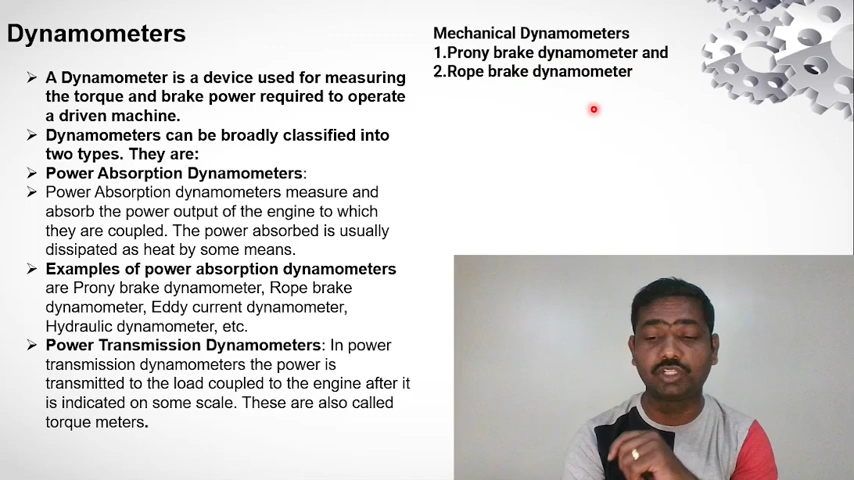 Dynamometers
➢ A Dynamometer is a device used for measuring
the torque and brake power required to operate
a driven machine.
➢ Dynamometers can be broadly classified into
two types. They are:
➢ Power Absorption Dynamometers:
➢ Power Absorption dynamometers measure and
absorb the power output of the engine to which
they are coupled. The power absorbed is usually
dissipated as heat by some means.
➢ Examples of power absorption dynamometers
are Prony brake dynamometer, Rope brake
dynamometer, Eddy current dynamometer,
Hydraulic dynamometer, etc.
➢ Power Transmission Dynamometers: In power
transmission dynamometers the power is
transmitted to the load coupled to the engine after it
is indicated on some scale. These are also called
torque meters.
Mechanical Dynamometers
1.Prony brake dynamometer and
2.Rope brake dynamometer